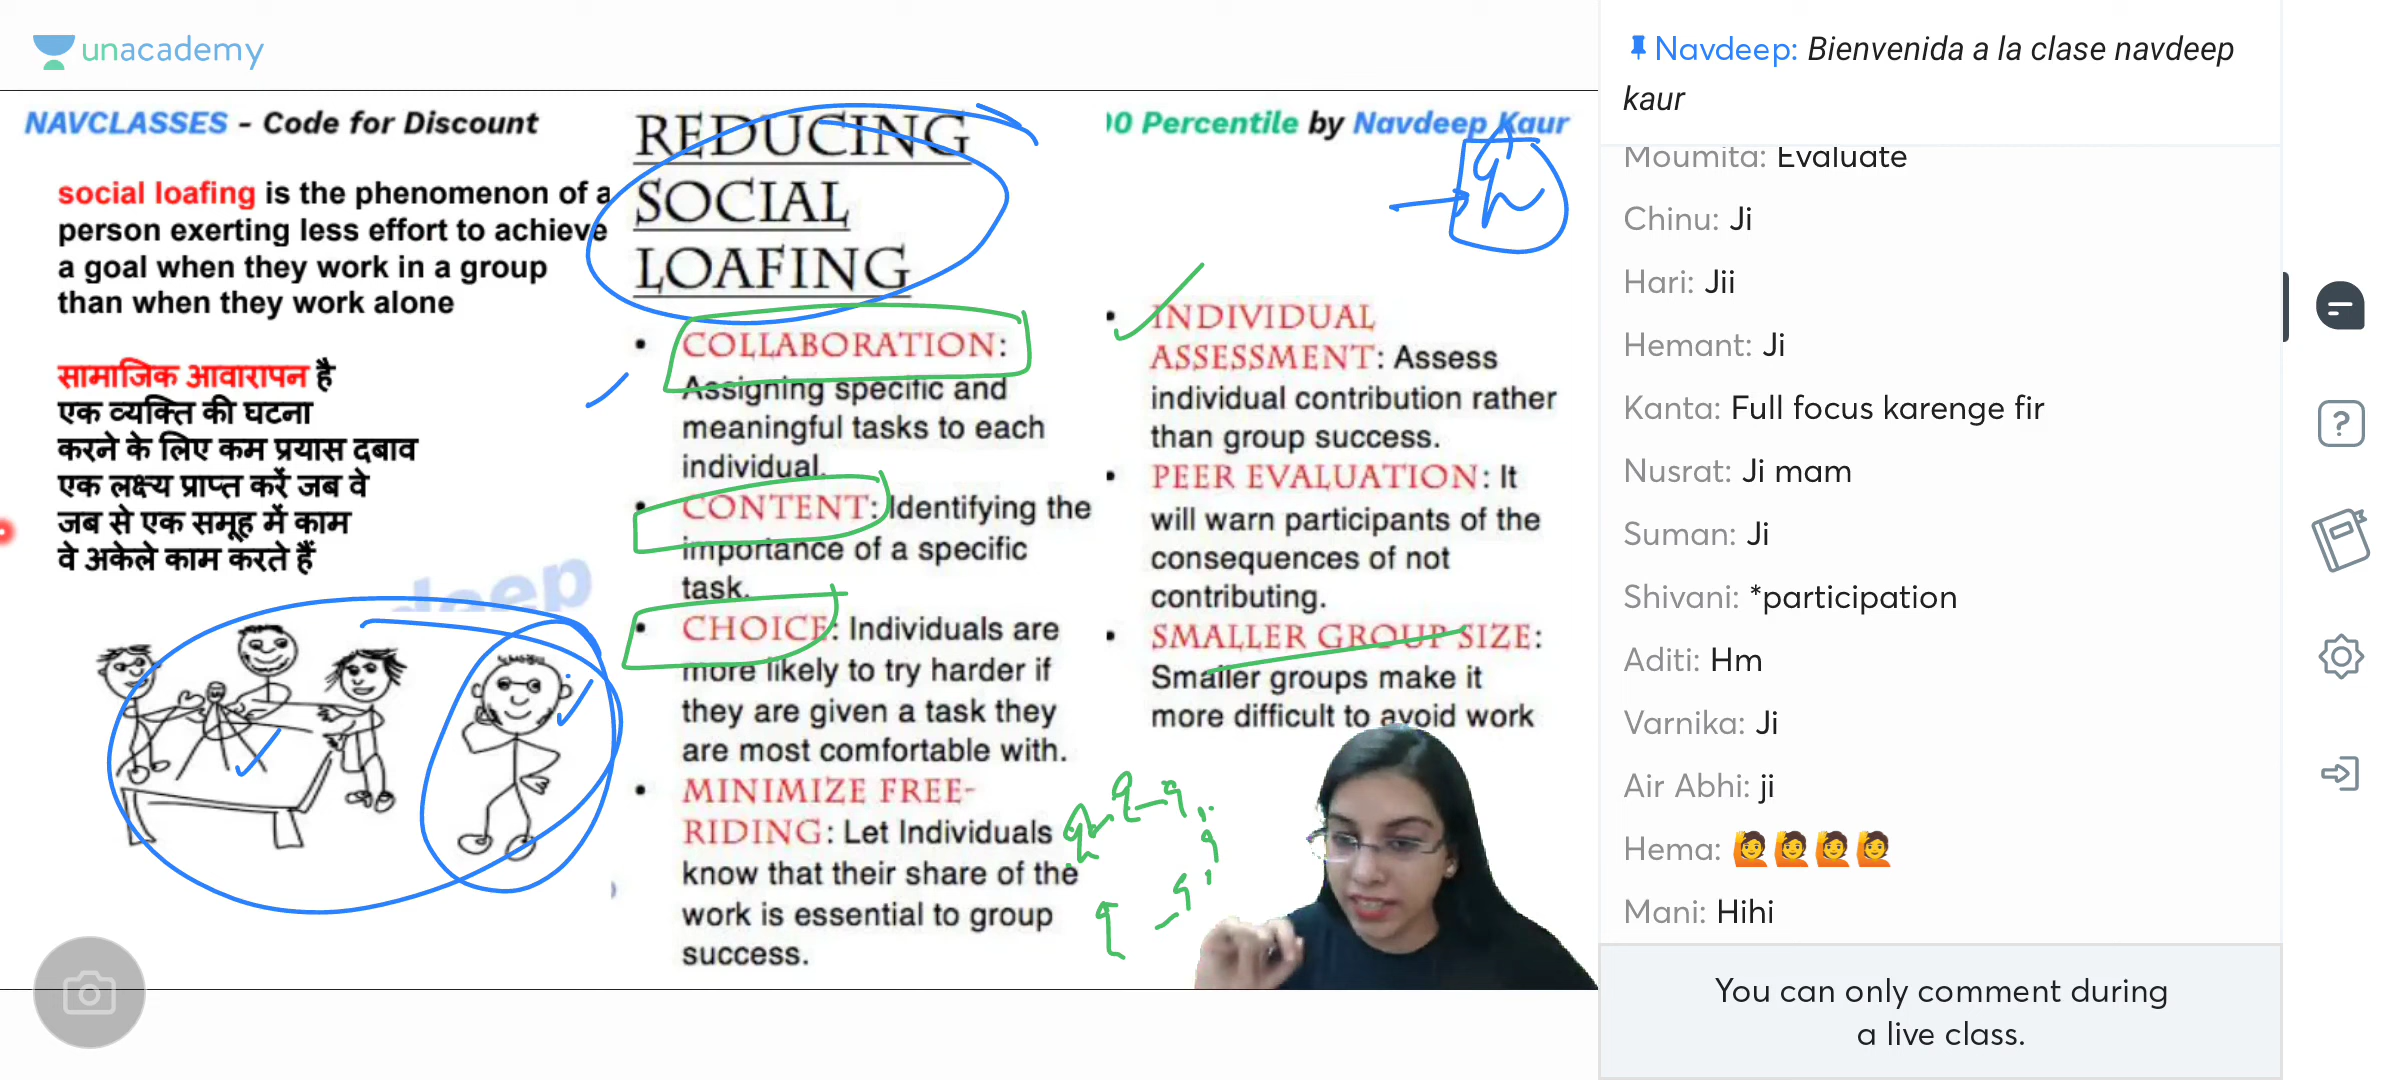 unacademy
NAVCLASSES - Code for Discount
social loafing is the phenomenon of a
person exerting less effort to achieve
a goal when they work in a group
than when they work alone
सामाजिक आवारापन है
एक व्यक्ति की घटना
करने के लिए कम प्रयास दबाव
एक लक्ष्य प्राप्त करें जब वे
जब से एक समूह में काम
वे अकेले काम करते हैं
deep
REDUCING
SOCIAL
LOAFING
• COLLABORATION:
Assigning specific and
meaningful tasks to each
individual.
• CONTENT: Identifying the
importance of a specific
task.
• CHOICE: Individuals are
more likely to try harder if
they are given a task they
are most comfortable with.
• MINIMIZE FREE-
RIDING: Let Individuals
know that their share of the
work is essential to group
success.
0 Percentile by Navdeep Kaur
• INDIVIDUAL
ASSESSMENT: Assess
individual contribution rather
than group success.
• PEER EVALUATION: It
will warn participants of the
consequences of not
contributing.
• SMALLER GROUP SIZE:
Smaller groups make it
more difficult to avoid work
Navdeep: Bienvenida a la clase navdeep
kaur
Moumita: Evaluate
Chinu: Ji
Hari: Jii
Hemant: Ji
Kanta: Full focus karenge fir
Nusrat: Ji mam
Suman: Ji
Shivani: *participation
Aditi: Hm
Varnika: Ji
Air Abhi: ji
Hema: 🙋🙋🙋🙋
Mani: Hihi
You can only comment during
a live class.